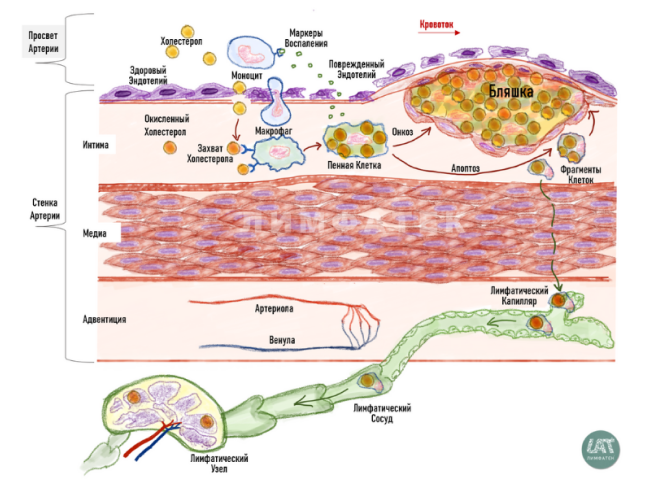 Просвет
Артерии
Холестерол
Маркеры
Воспаления
Кровоток
Здоровый
Эндотелий
Моноцит
Поврежденный
Эндотелий
Бляшка
Окисленный
Холестерол
Интима
Захват
Холестерола
Макрофаг
Пенная Клетка
Онкоз
Апоптоз
Фрагменты
Клеток
Стенка
Артерии
Медиа
ЛИМФАТЕК
Адвентиция
Артериола
Венула
Лимфатический
Капилляр
Лимфатический
Сосуд
Лимфатический
Узел
LAT
ЛИМФАТЕК